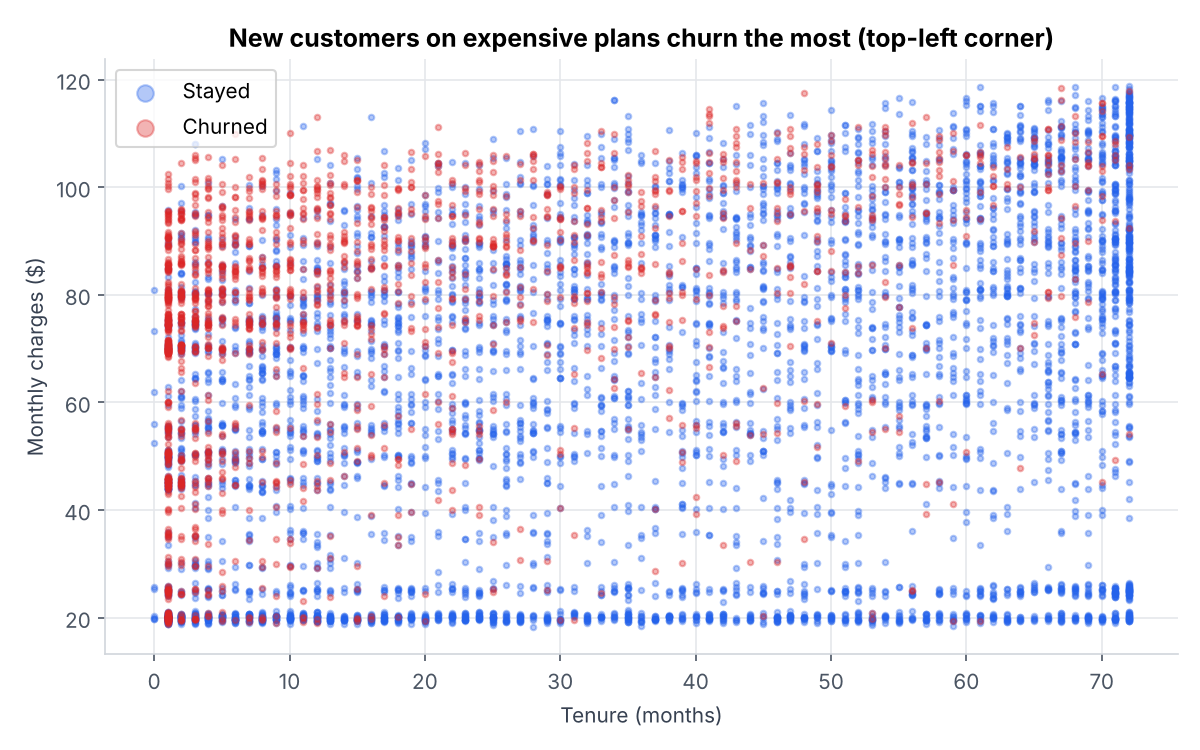 New customers on expensive plans churn the most (top-left corner)
Stayed
Churned
120
100
80
60
40
20
Monthly charges ($)
0 10 20 30 40 50 60 70
Tenure (months)